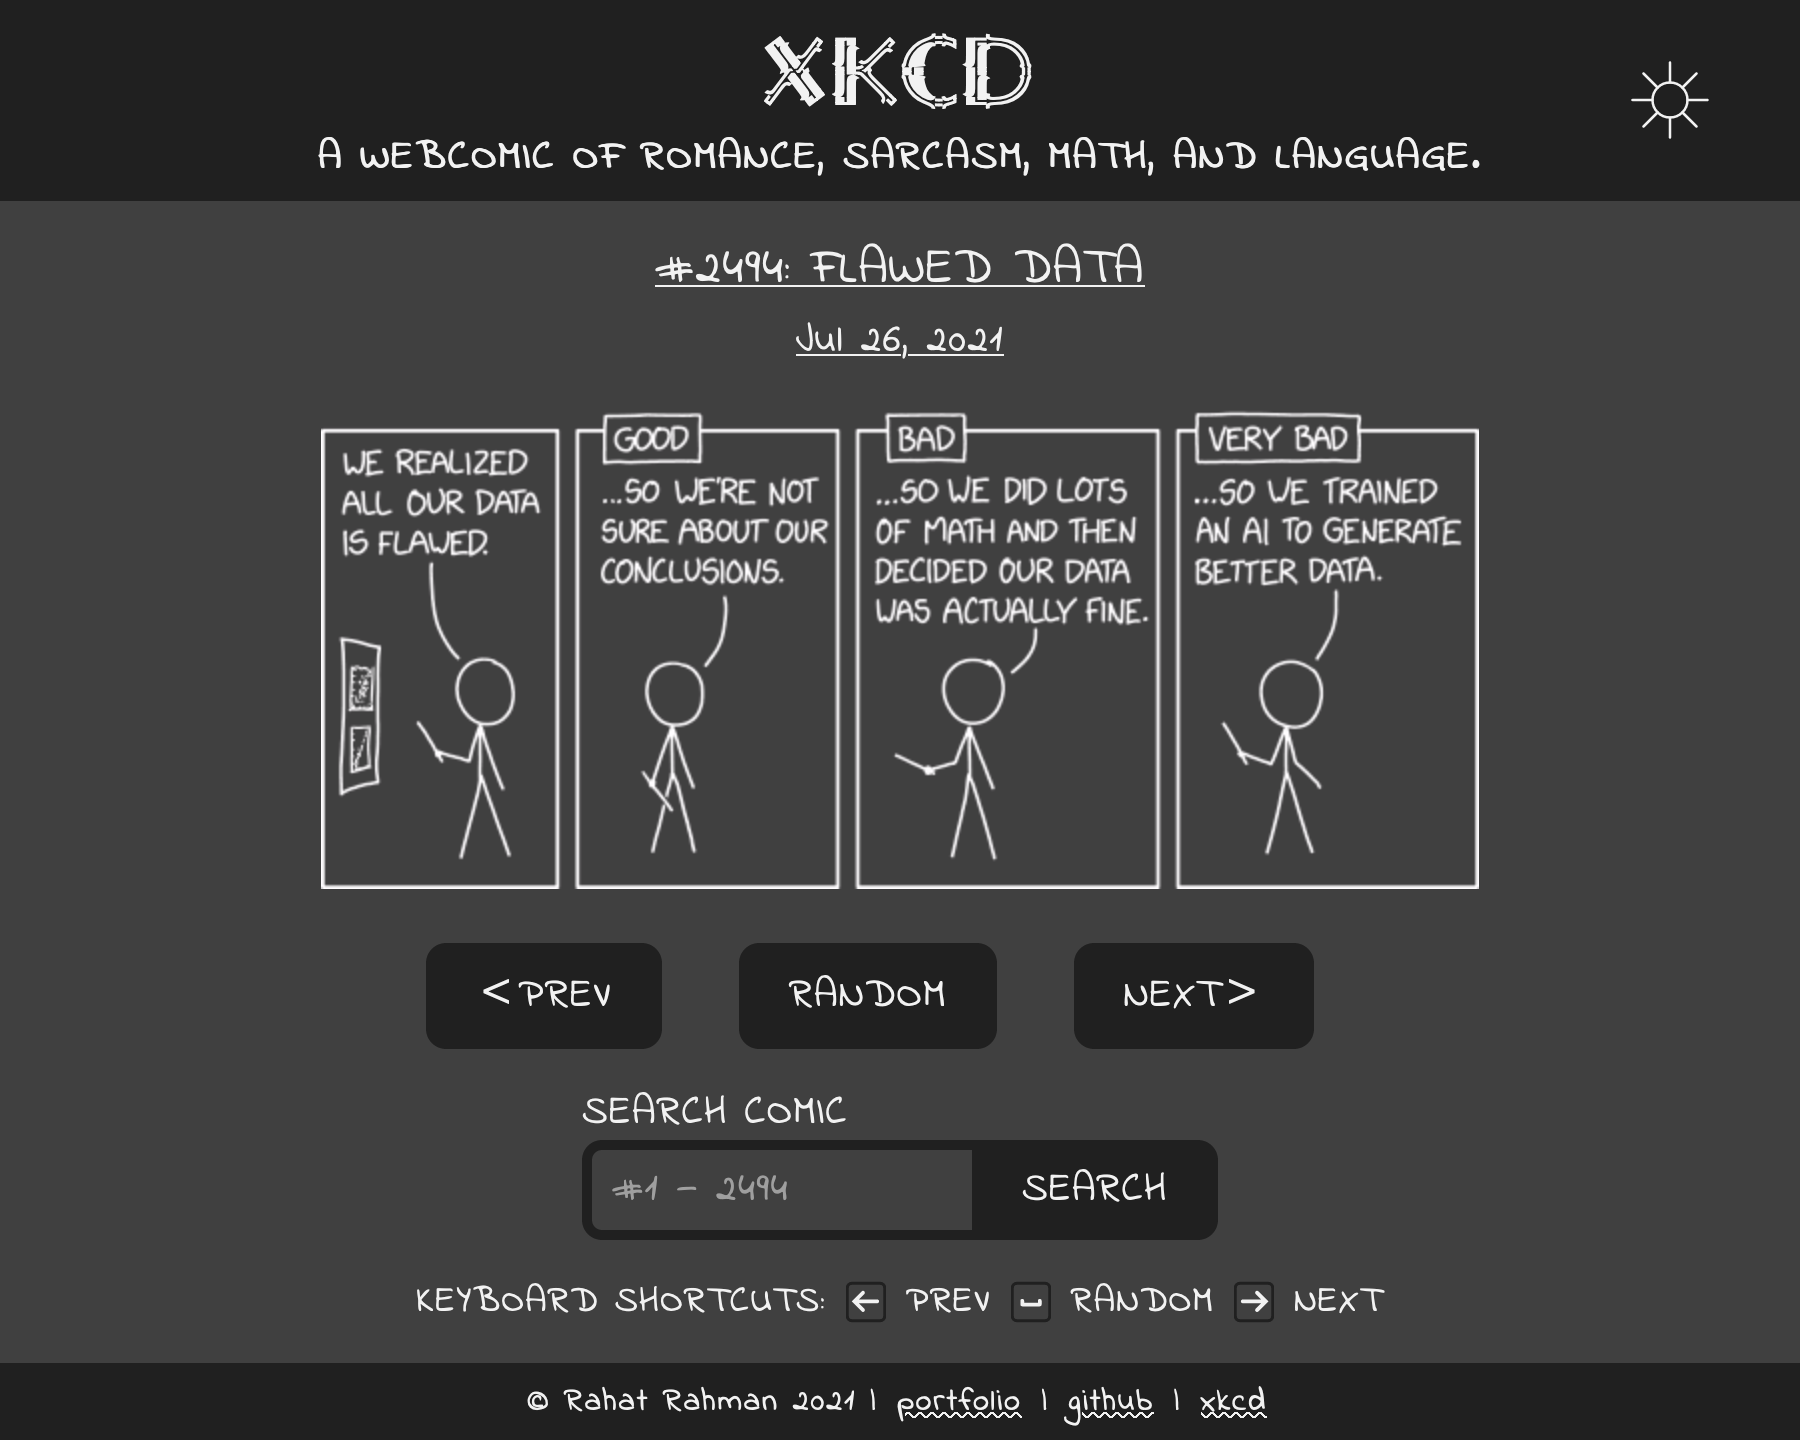 XKCD
A WEBCOMIC OF ROMANCE, SARCASM, MATH, AND LANGUAGE.
#2494: FLAWED DATA
Jul 26, 2021
WE REALIZED
ALL OUR DATA
IS FLAWED.
GOOD
...SO WE'RE NOT
SURE ABOUT OUR
CONCLUSIONS.
BAD
...SO WE DID LOTS
OF MATH AND THEN
DECIDED OUR DATA
WAS ACTUALLY FINE.
VERY BAD
...SO WE TRAINED
AN AI TO GENERATE
BETTER DATA.
< PREV
RANDOM
NEXT >
SEARCH COMIC
#1 - 2494
SEARCH
KEYBOARD SHORTCUTS: ← PREV ⎵ RANDOM → NEXT
© Rahat Rahman 2021 | portfolio | github | xkcd